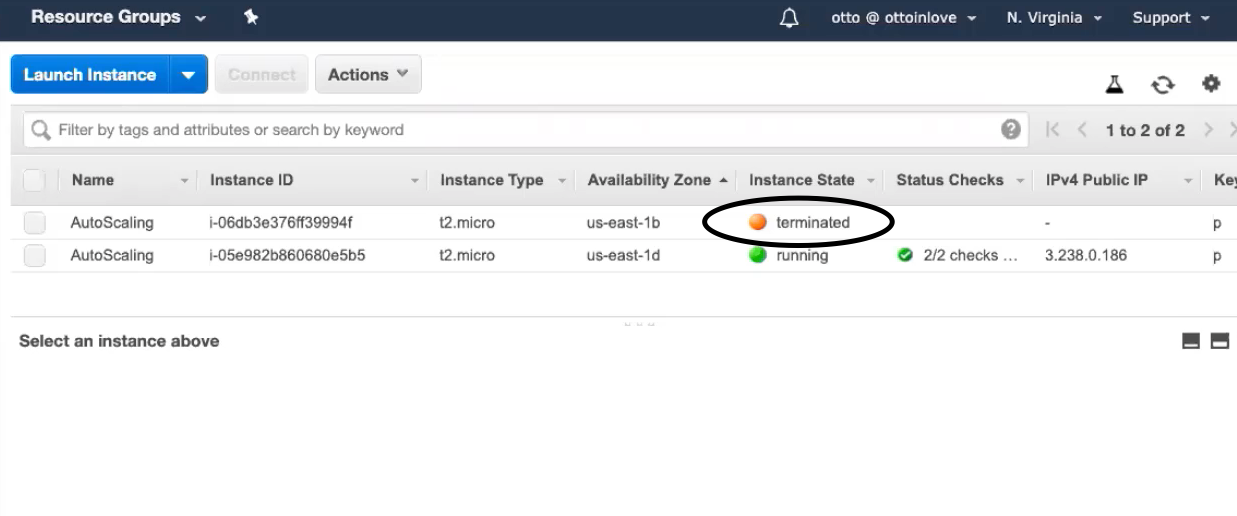 Resource Groups otto @ ottoinlove N. Virginia Support
Launch Instance Connect Actions
Filter by tags and attributes or search by keyword 1 to 2 of 2
Name Instance ID Instance Type Availability Zone Instance State Status Checks IPv4 Public IP Key
AutoScaling i-06db3e376ff39994f t2.micro us-east-1b terminated - p
AutoScaling i-05e982b860680e5b5 t2.micro us-east-1d running 2/2 checks ... 3.238.0.186 p
Select an instance above